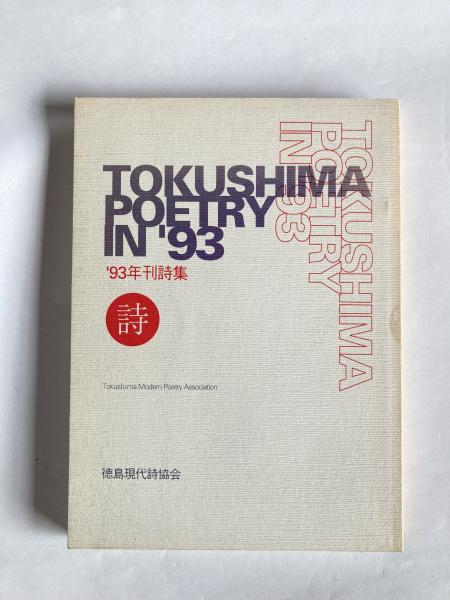 TOKUSHIMA
POETRY
IN '93
TOKUSHIMA
POETRY
IN '93
'93年刊詩集
詩
Tokushima Modern Poetry Association
徳島現代詩協会